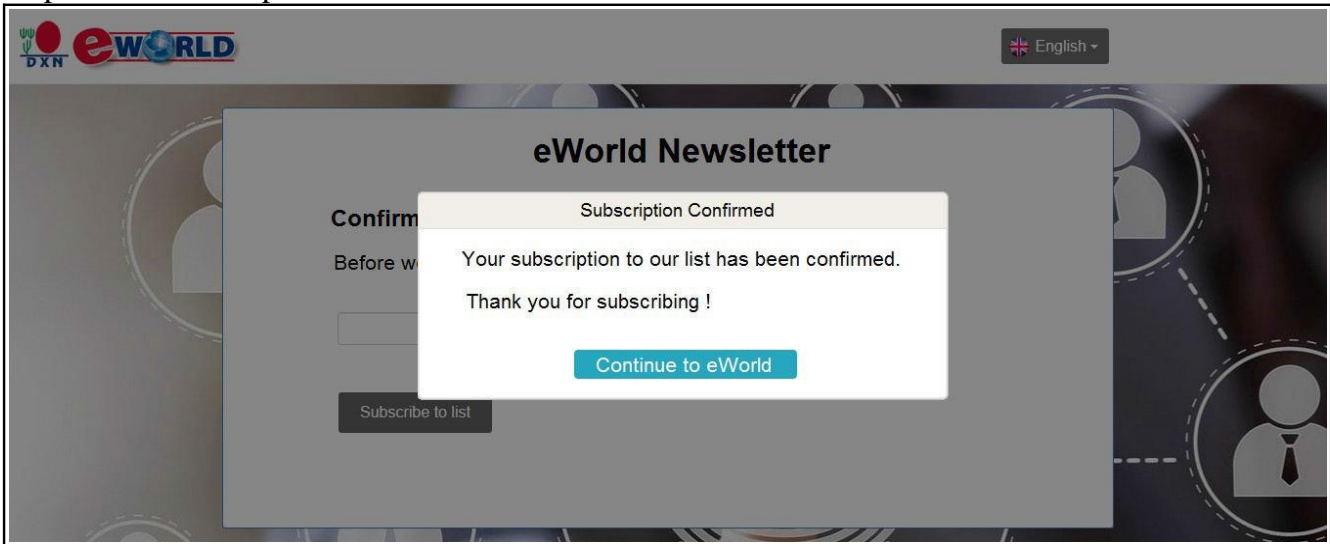 DXN eWORLD
English
eWorld Newsletter
Confirm
Subscription Confirmed
Before w
Your subscription to our list has been confirmed.
Thank you for subscribing !
Continue to eWorld
Subscribe to list